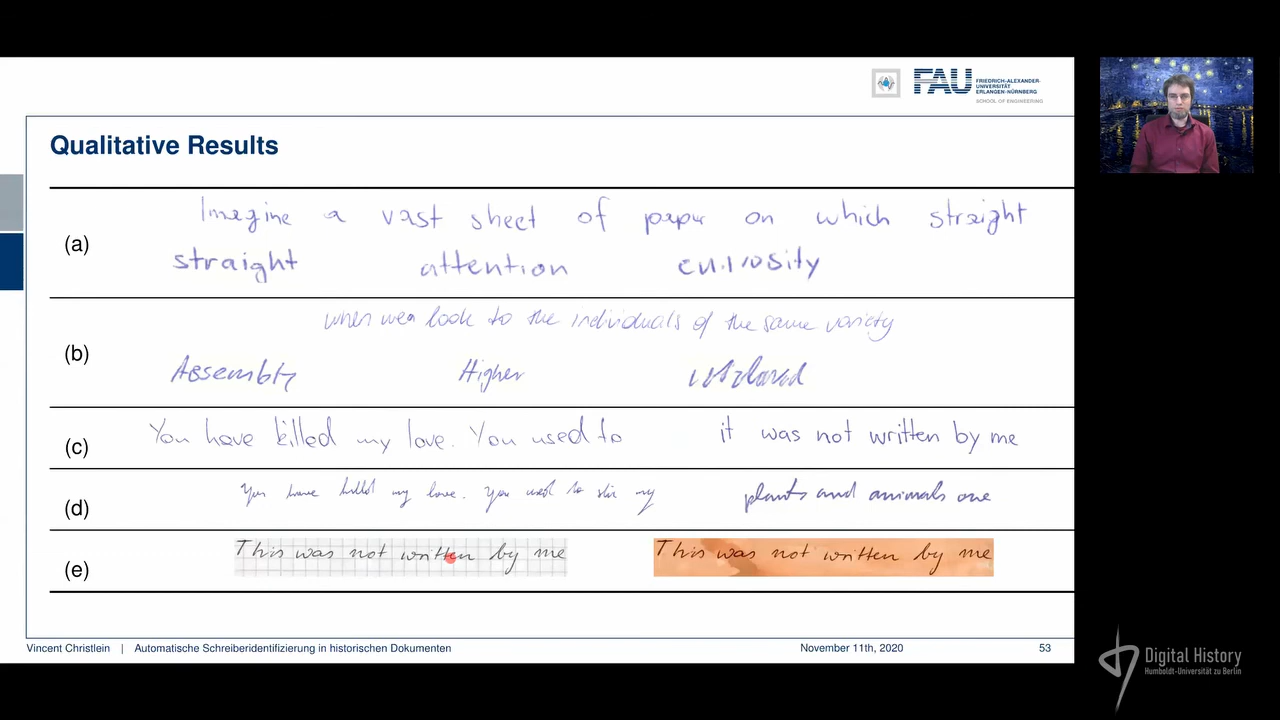 FAU FRIEDRICH-ALEXANDER-
UNIVERSITÄT
ERLANGEN-NÜRNBERG
SCHOOL OF ENGINEERING
Qualitative Results
(a)
Imagine a vast sheet of paper on which straight
straight attention curiosity
(b)
when wea look to the individuals of the same variety
Assembly Higher
(c)
You have killed my love. You used to it was not written by me
(d)
You have killed my love. You used to stir my plants and animals one
(e)
This was not written by me This was not written by me
Vincent Christlein | Automatische Schreiberidentifizierung in historischen Dokumenten November 11th, 2020 53
Digital History
Humboldt-Universität zu Berlin